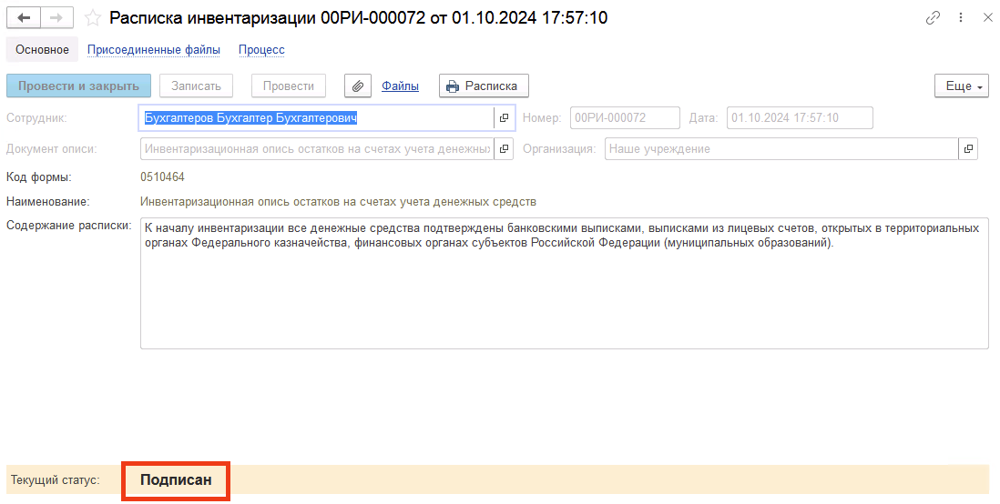 Расписка инвентаризации 00РИ-000072 от 01.10.2024 17:57:10
Основное Присоединенные файлы Процесс
Провести и закрыть Записать Провести Файлы Расписка Еще
Сотрудник: Бухгалтеров Бухгалтер Бухгалтерович Номер: 00РИ-000072 Дата: 01.10.2024 17:57:10
Документ описи: Инвентаризационная опись остатков на счетах учета денежных Организация: Наше учреждение
Код формы: 0510464
Наименование: Инвентаризационная опись остатков на счетах учета денежных средств
Содержание расписки: К началу инвентаризации все денежные средства подтверждены банковскими выписками, выписками из лицевых счетов, открытых в территориальных
органах Федерального казначейства, финансовых органах субъектов Российской Федерации (муниципальных образований).
Текущий статус: Подписан